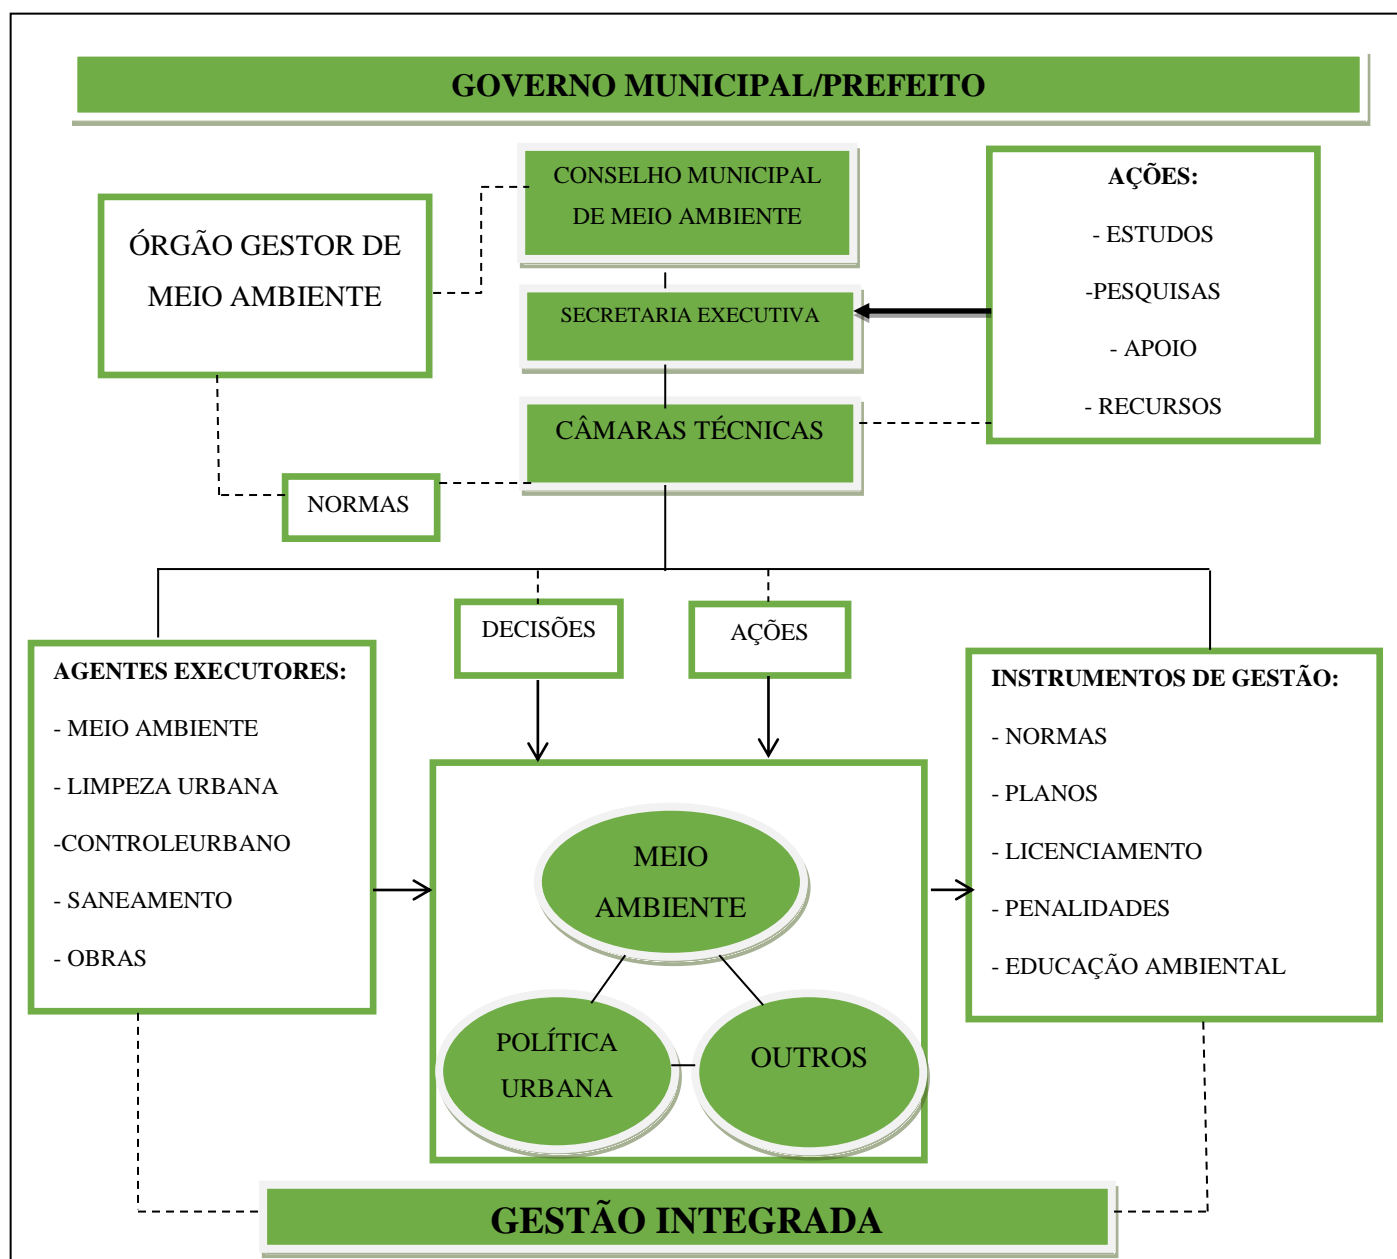 GOVERNO MUNICIPAL/PREFEITO
CONSELHO MUNICIPAL
DE MEIO AMBIENTE
ÓRGÃO GESTOR DE
MEIO AMBIENTE
AÇÕES:
- ESTUDOS
-PESQUISAS
- APOIO
- RECURSOS
SECRETARIA EXECUTIVA
CÂMARAS TÉCNICAS
NORMAS
DECISÕES
AÇÕES
AGENTES EXECUTORES:
- MEIO AMBIENTE
- LIMPEZA URBANA
-CONTROLEURBANO
- SANEAMENTO
- OBRAS
MEIO
AMBIENTE
POLÍTICA
URBANA
OUTROS
INSTRUMENTOS DE GESTÃO:
- NORMAS
- PLANOS
- LICENCIAMENTO
- PENALIDADES
- EDUCAÇÃO AMBIENTAL
GESTÃO INTEGRADA